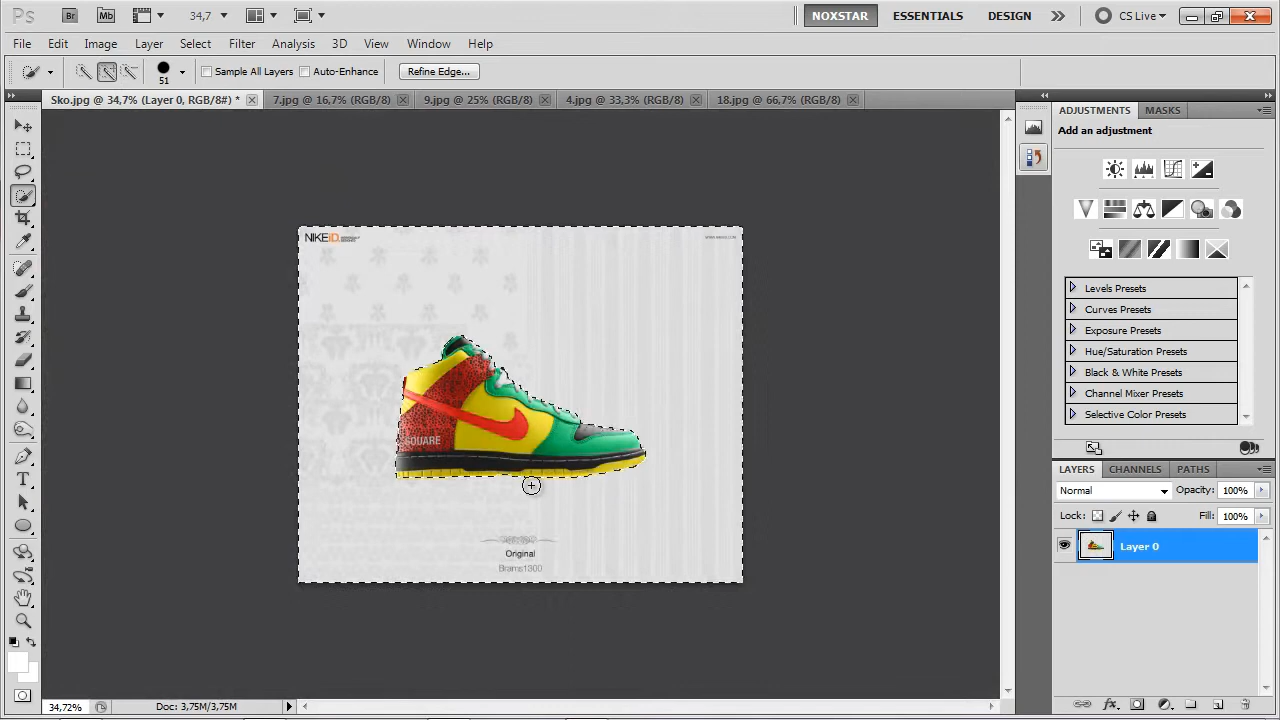 Ps Br Mb 34,7 NOXSTAR ESSENTIALS DESIGN CS Live
File Edit Image Layer Select Filter Analysis 3D View Window Help
51 Sample All Layers Auto-Enhance Refine Edge...
Sko.jpg @ 34,7% (Layer 0, RGB/8#) * 7.jpg @ 16,7% (RGB/8) 9.jpg @ 25% (RGB/8) 4.jpg @ 33,3% (RGB/8) 18.jpg @ 66,7% (RGB/8)
ADJUSTMENTS MASKS
Add an adjustment
NIKEiD.
Levels Presets
Curves Presets
Exposure Presets
Hue/Saturation Presets
Black & White Presets
Channel Mixer Presets
Selective Color Presets
SQUARE
LAYERS CHANNELS PATHS
Normal Opacity: 100%
Lock: Fill: 100%
Layer 0
Original
Brams1300
T
34,72% Doc: 3,75M/3,75M